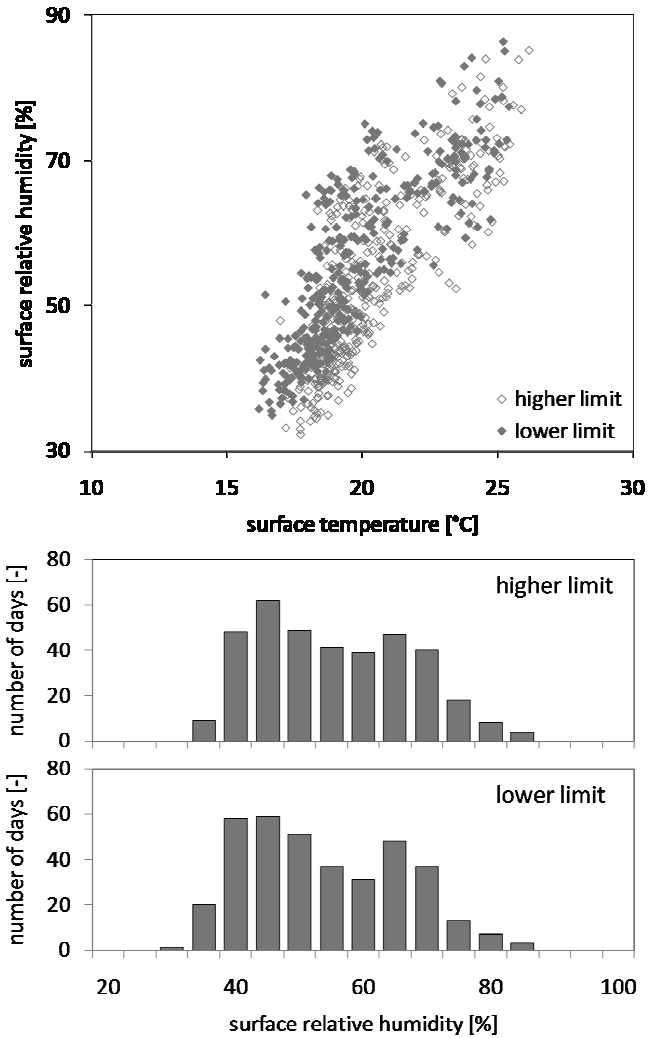 90
70
50
30
surface relative humidity [%]
higher limit
lower limit
10 15 20 25 30
surface temperature [°C]
80
60
40
20
0
number of days [-]
higher limit
80
60
40
20
0
number of days [-]
lower limit
20 40 60 80 100
surface relative humidity [%]